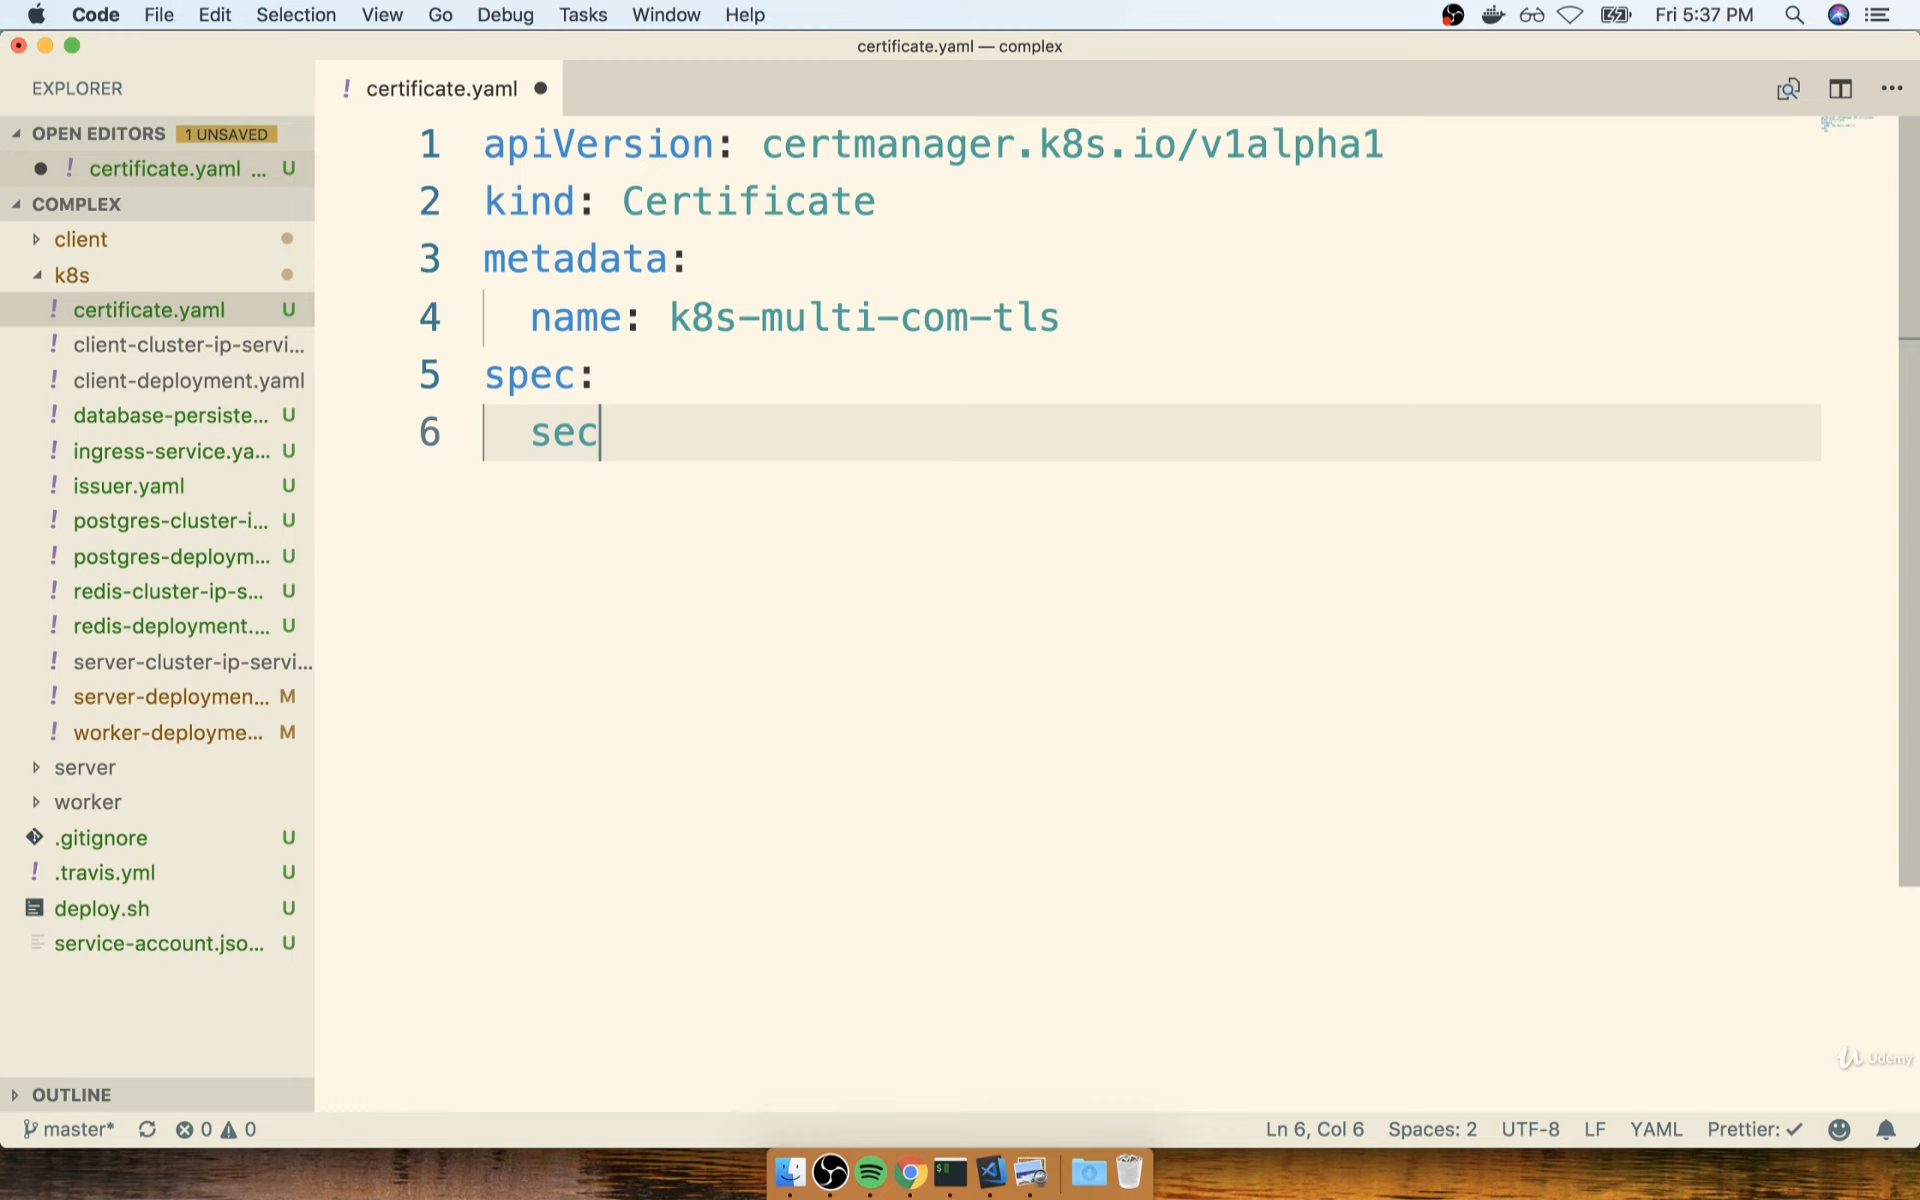 Code File Edit Selection View Go Debug Tasks Window Help Fri 5:37 PM
certificate.yaml — complex
EXPLORER
! certificate.yaml ●
OPEN EDITORS 1 UNSAVED
! certificate.yaml ... U
COMPLEX
client
k8s
! certificate.yaml U
! client-cluster-ip-servi...
! client-deployment.yaml
! database-persiste... U
! ingress-service.ya... U
! issuer.yaml U
! postgres-cluster-i... U
! postgres-deploym... U
! redis-cluster-ip-s... U
! redis-deployment.... U
! server-cluster-ip-servi...
! server-deploymen... M
! worker-deployme... M
server
worker
.gitignore U
! .travis.yml U
deploy.sh U
service-account.jso... U
OUTLINE
1 apiVersion: certmanager.k8s.io/v1alpha1
2 kind: Certificate
3 metadata:
4 name: k8s-multi-com-tls
5 spec:
6 sec
Udemy
master* 0 0 Ln 6, Col 6 Spaces: 2 UTF-8 LF YAML Prettier: ✓